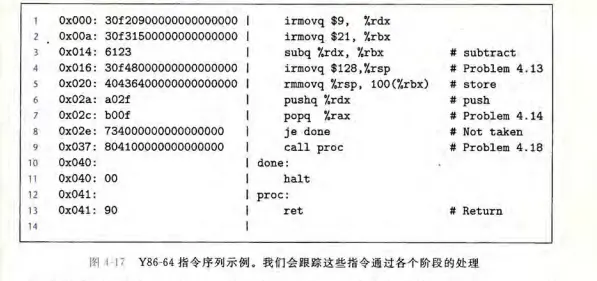 1 0x000: 30f20900000000000000 | irmovq $9, %rdx
2 0x00a: 30f31500000000000000 | irmovq $21, %rbx
3 0x014: 6123 | subq %rdx, %rbx # subtract
4 0x016: 30f48000000000000000 | irmovq $128,%rsp # Problem 4.13
5 0x020: 40436400000000000000 | rmmovq %rsp, 100(%rbx) # store
6 0x02a: a02f | pushq %rdx # push
7 0x02c: b00f | popq %rax # Problem 4.14
8 0x02e: 734000000000000000 | je done # Not taken
9 0x037: 804100000000000000 | call proc # Problem 4.18
10 0x040: | done:
11 0x040: 00 | halt
12 0x041: | proc:
13 0x041: 90 | ret # Return
14 |
图 4-17 Y86-64 指令序列示例。我们会跟踪这些指令通过各个阶段的处理